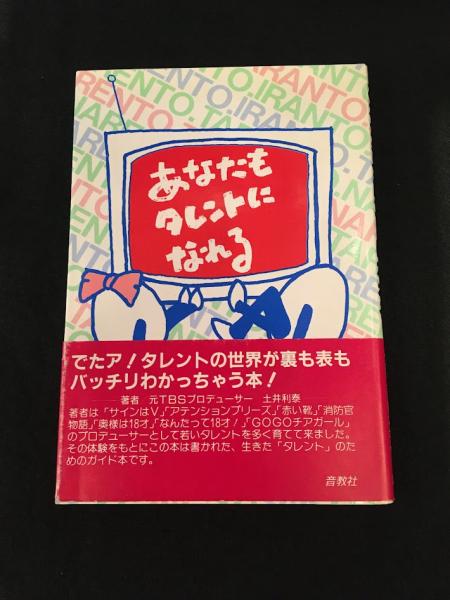 RENTO.IRANTO.
あなたも
タレントに
なれる
でたァ!タレントの世界が裏も表も
バッチリわかっちゃう本!
著者 元TBSプロデューサー 土井利泰
著者は「サインはV」,「アテンションプリーズ」,「赤い靴」,「消防官
物語」,「奥様は18才」,「なんたって18才!」,「GOGOチアガール」
のプロデューサーとして若いタレントを多く育てて来ました。
その体験をもとにこの本は書かれた、生きた「タレント」のた
めのガイド本です。
音教社